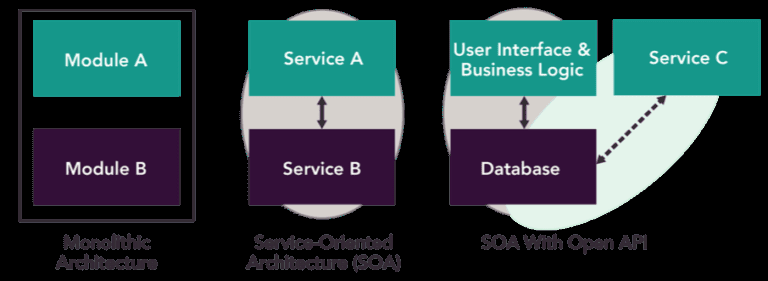 Module A
Module B
Monolithic
Architecture
Service A
Service B
Service-Oriented
Architecture (SOA)
User Interface &
Business Logic
Service C
Database
SOA With Open API